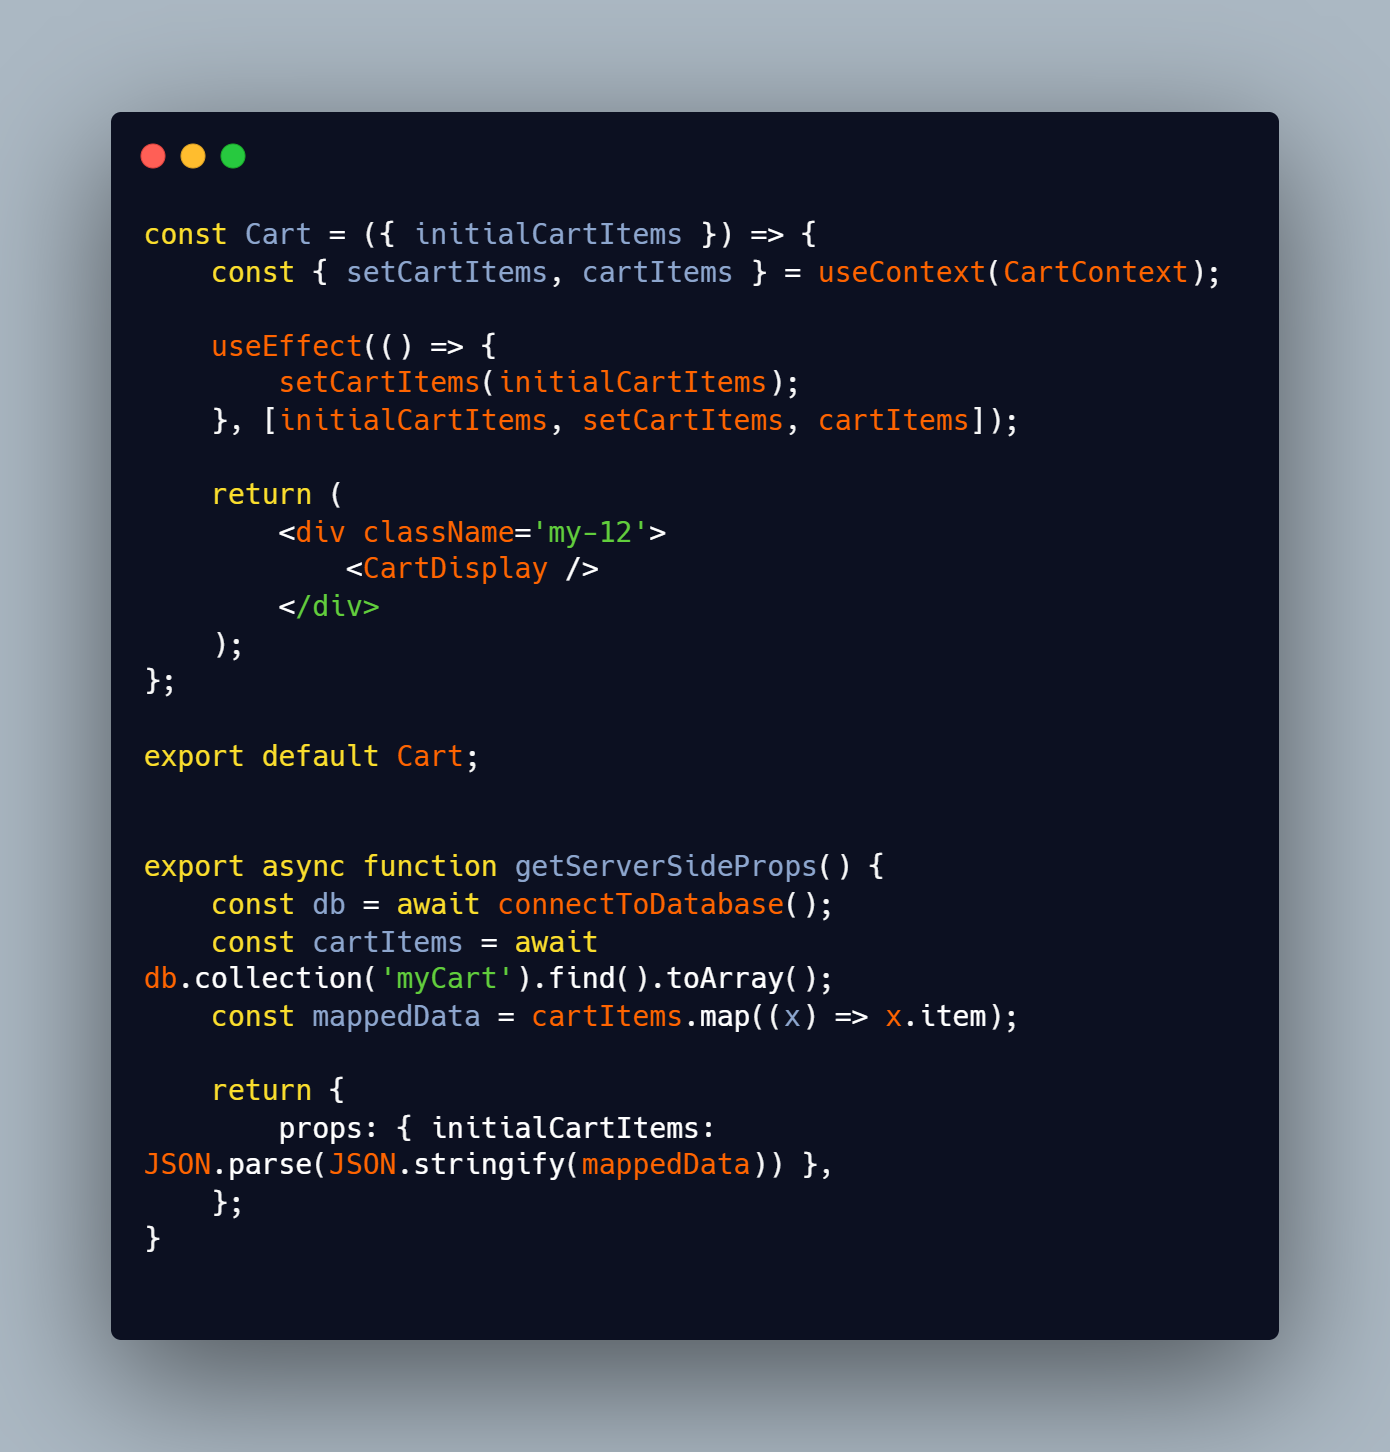 const Cart = ({ initialCartItems }) => {
    const { setCartItems, cartItems } = useContext(CartContext);

    useEffect(() => {
        setCartItems(initialCartItems);
    }, [initialCartItems, setCartItems, cartItems]);

    return (
        <div className='my-12'>
            <CartDisplay />
        </div>
    );
};

export default Cart;


export async function getServerSideProps() {
    const db = await connectToDatabase();
    const cartItems = await
db.collection('myCart').find().toArray();
    const mappedData = cartItems.map((x) => x.item);

    return {
        props: { initialCartItems:
JSON.parse(JSON.stringify(mappedData)) },
    };
}